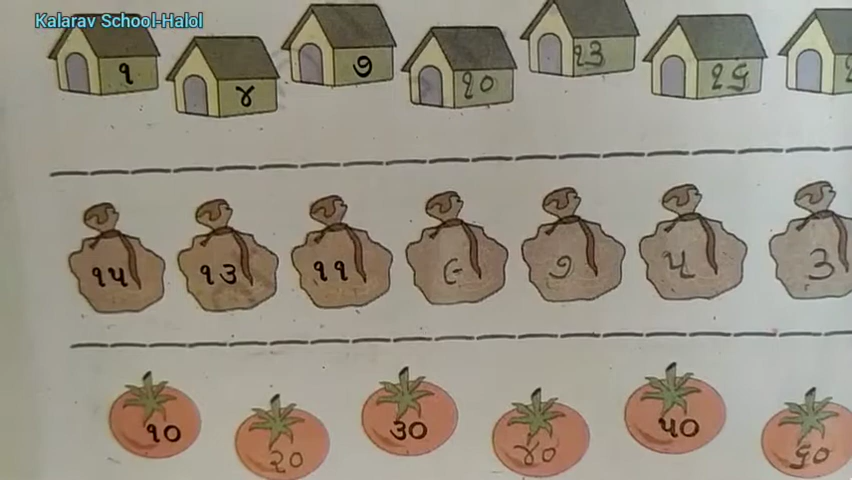 Kalarav School-Halol
૧ ૪ ૭ ૧૦ ૧૩ ૧૬
૧૫ ૧૩ ૧૧ ૯ ૭ ૫ ૩
૧૦ ૨૦ ૩૦ ૪૦ ૫૦ ૬૦